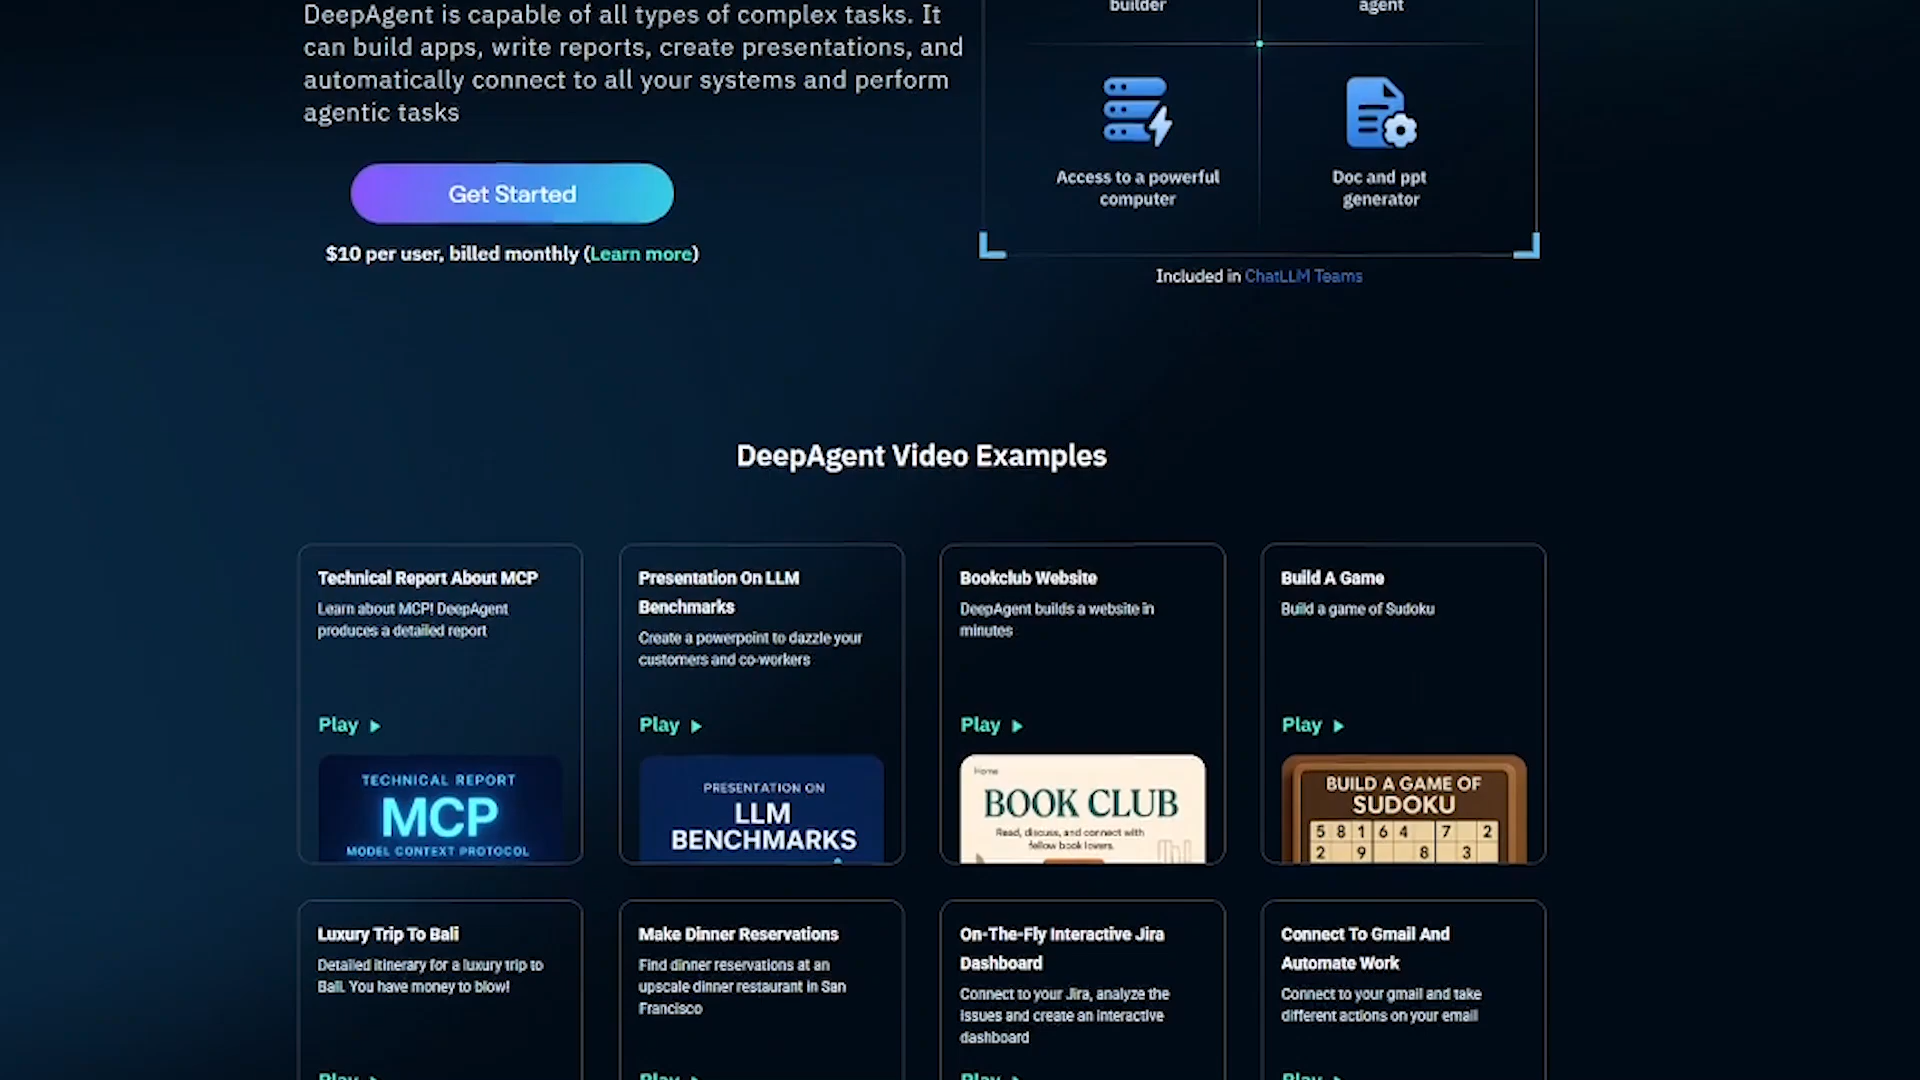 DeepAgent is capable of all types of complex tasks. It
can build apps, write reports, create presentations, and
automatically connect to all your systems and perform
agentic tasks
Get Started
$10 per user, billed monthly (Learn more)
builder
agent
Access to a powerful
computer
Doc and ppt
generator
Included in ChatLLM Teams
DeepAgent Video Examples
Technical Report About MCP
Learn about MCP! DeepAgent
produces a detailed report
Play
TECHNICAL REPORT
MCP
MODEL CONTEXT PROTOCOL
Presentation On LLM
Benchmarks
Create a powerpoint to dazzle your
customers and co-workers
Play
PRESENTATION ON
LLM
BENCHMARKS
Bookclub Website
DeepAgent builds a website in
minutes
Play
Home
BOOK CLUB
Read, discuss, and connect with
fellow book lovers.
Build A Game
Build a game of Sudoku
Play
BUILD A GAME OF
SUDOKU
5 8 1 6 4 7 2
2 9 8 3
Luxury Trip To Bali
Detailed itinerary for a luxury trip to
Bali. You have money to blow!
Play
Make Dinner Reservations
Find dinner reservations at an
upscale dinner restaurant in San
Francisco
Play
On-The-Fly Interactive Jira
Dashboard
Connect to your Jira, analyze the
issues and create an interactive
dashboard
Play
Connect To Gmail And
Automate Work
Connect to your gmail and take
different actions on your email
Play